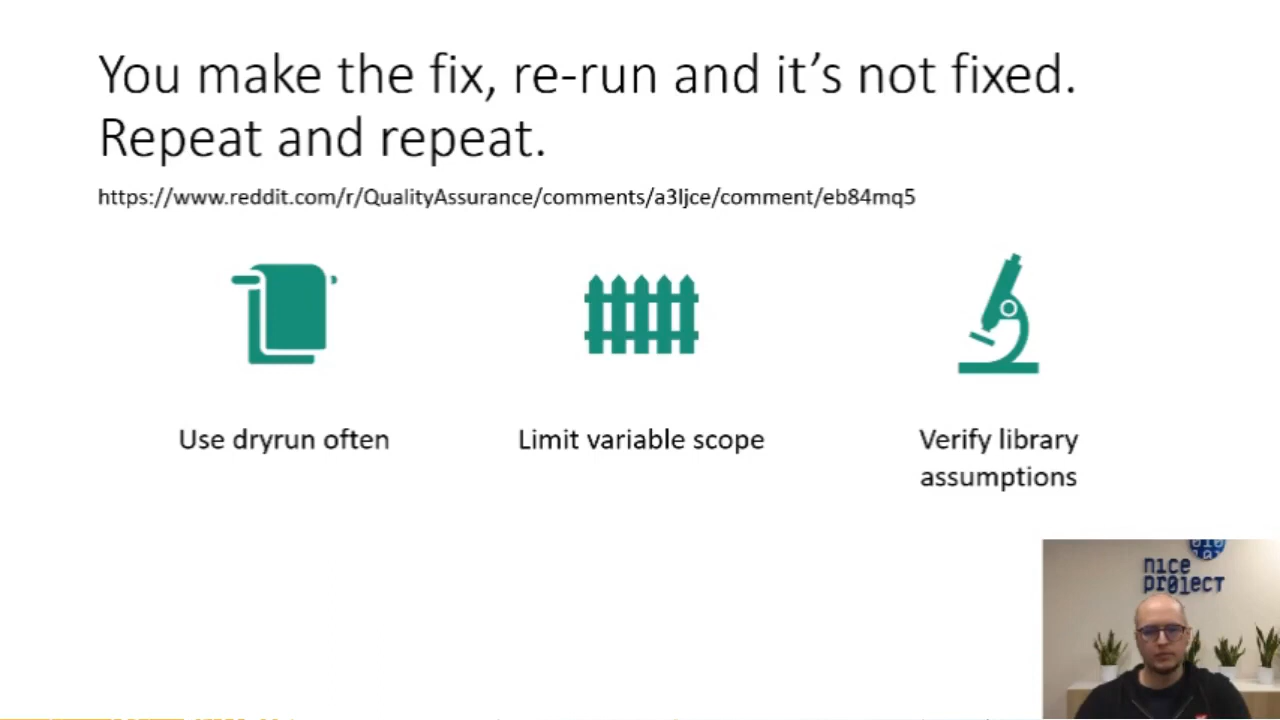 You make the fix, re-run and it’s not fixed.
Repeat and repeat.
https://www.reddit.com/r/QualityAssurance/comments/a3ljce/comment/eb84mq5
Use dryrun often
Limit variable scope
Verify library
assumptions
nice
pr0ject